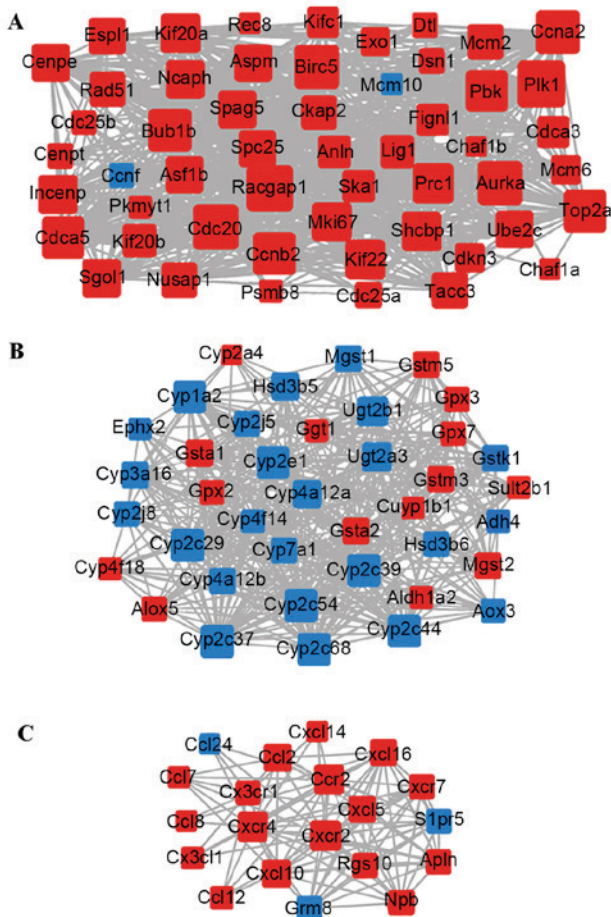 A
Rec8 Kifc1 Dtl
Espl1 Kif20a Exo1 Mcm2 Ccna2
Cenpe Ncaph Aspm Birc5 Dsn1
Rad51 Mcm10 Pbk Plk1
Cdc25b Spag5 Ckap2 Fignl1
Bub1b Cdca3
Cenpt Spc25 Anln Lig1 Chaf1b
Ccnf Asf1b Mcm6
Incenp Racgap1 Ska1 Prc1 Aurka
Pkmyt1 Top2a
Cdca5 Kif20b Cdc20 Mki67 Shcbp1 Ube2c
Ccnb2 Kif22 Cdkn3
Sgol1 Nusap1 Chaf1a
Psmb8 Cdc25a Tacc3
B
Cyp2a4 Mgst1 Gstm5
Hsd3b5
Cyp1a2 Gpx3
Ephx2 Cyp2j5 Ggt1 Ugt2b1 Gpx7
Gsta1 Cyp2e1 Ugt2a3 Gstk1
Cyp3a16
Gpx2 Cyp4a12a Gstm3 Sult2b1
Cyp2j8 Cyp4f14 Cuyp1b1 Adh4
Gsta2
Cyp2c29 Cyp7a1 Hsd3b6
Cyp4f18 Cyp4a12b Cyp2c39 Mgst2
Alox5 Cyp2c54 Aldh1a2 Aox3
Cyp2c37 Cyp2c68 Cyp2c44
C
Cxcl14
Ccl24 Ccl2 Cxcl16
Ccl7 Cx3cr1 Ccr2 Cxcr7
Cxcl5
Ccl8 Cxcr4 Cxcr2 S1pr5
Cx3cl1 Rgs10 Apln
Cxcl10
Ccl12 Grm8 Npb